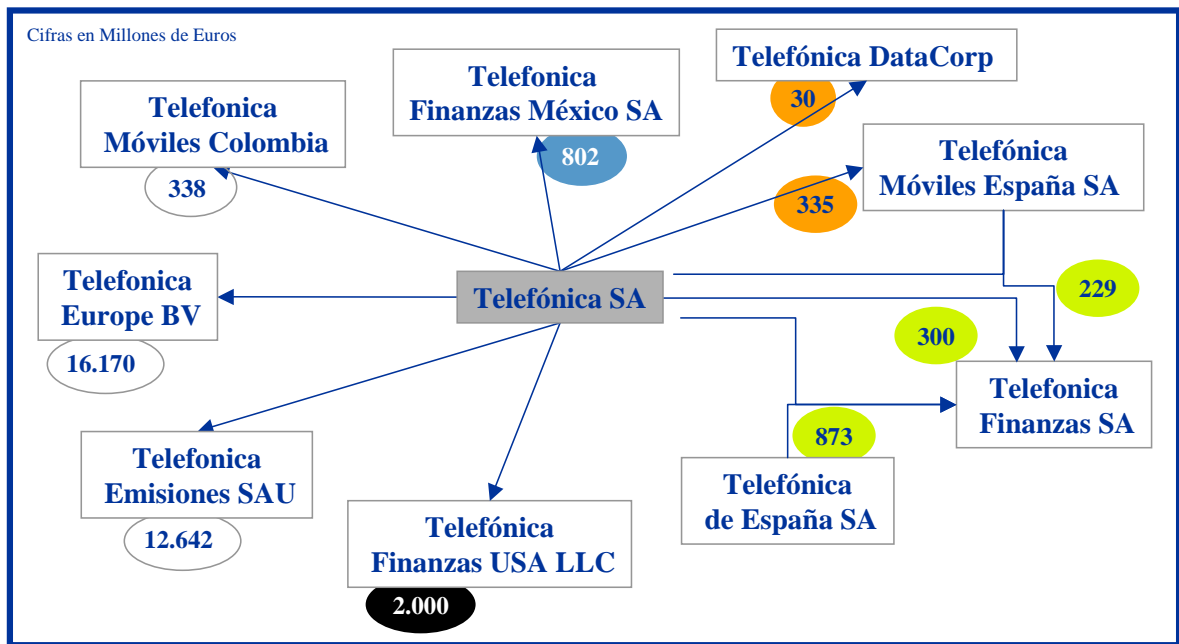 Cifras en Millones de Euros
Telefónica DataCorp
30
Telefonica
Finanzas México SA
802
Telefonica
Móviles Colombia
338
Telefónica
Móviles España SA
335
Telefonica
Europe BV
16.170
Telefónica SA
229
300
Telefonica
Finanzas SA
873
Telefónica
de España SA
Telefonica
Emisiones SAU
12.642
Telefónica
Finanzas USA LLC
2.000